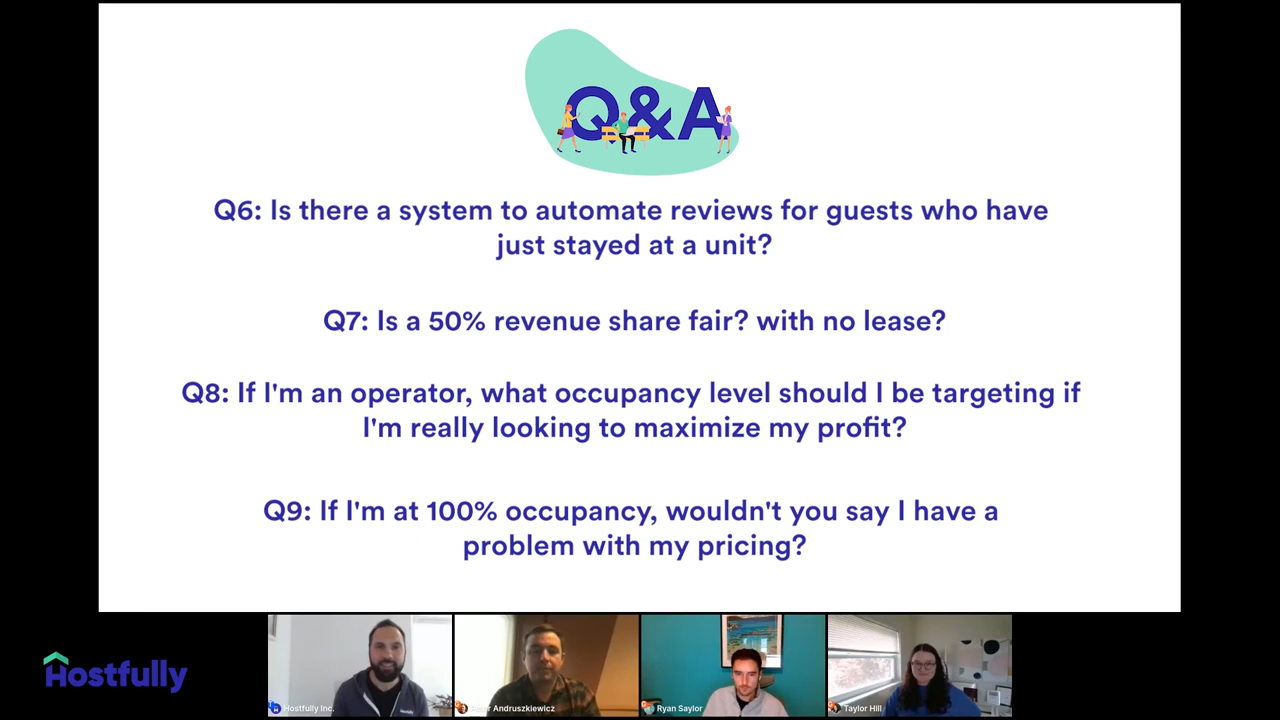 Q&A
Q6: Is there a system to automate reviews for guests who have
just stayed at a unit?
Q7: Is a 50% revenue share fair? with no lease?
Q8: If I'm an operator, what occupancy level should I be targeting if
I'm really looking to maximize my profit?
Q9: If I'm at 100% occupancy, wouldn't you say I have a
problem with my pricing?
Hostfully
Hostfully Inc.
Andruszkiewicz
Ryan Saylor
Taylor Hill